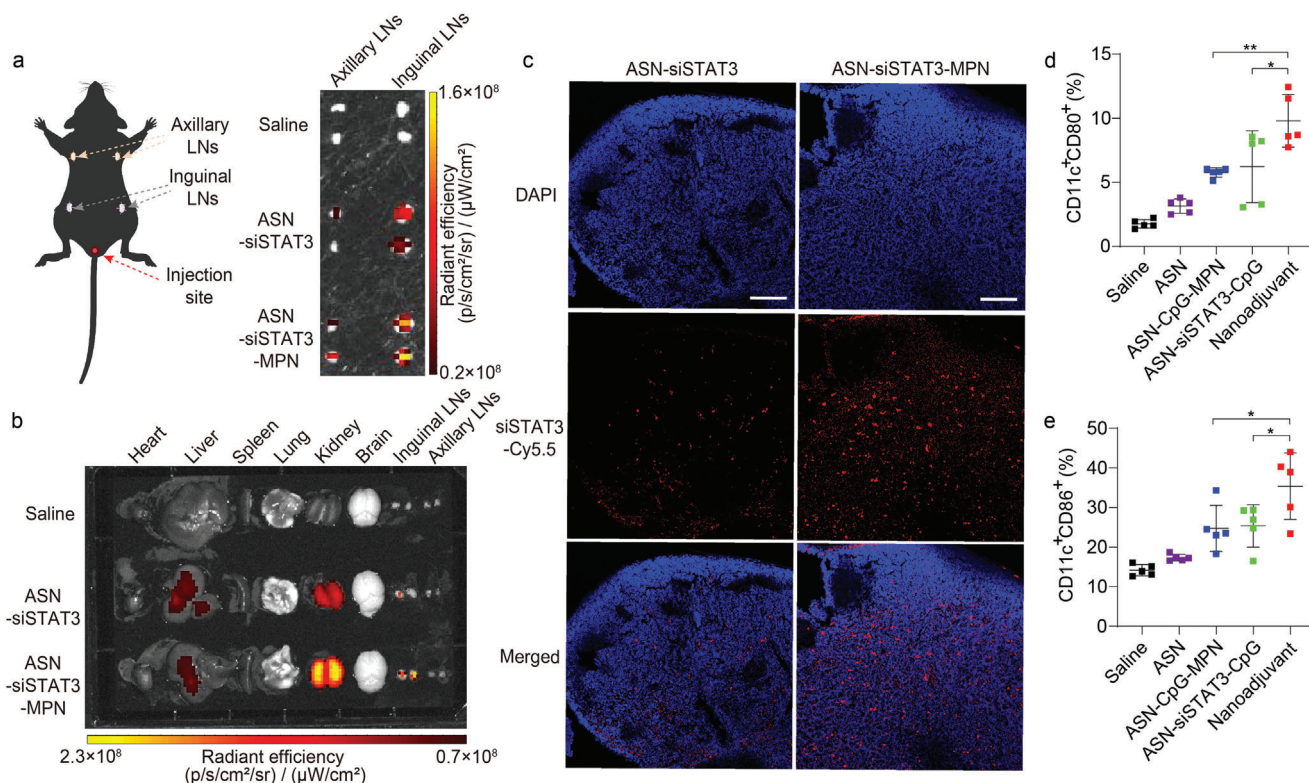 a
Axillary LNs
Inguinal LNs
Injection site
Axillary LNs
Inguinal LNs
Saline
ASN
-siSTAT3
ASN
-siSTAT3
-MPN
1.6×10⁸
Radiant efficiency
(p/s/cm²/sr) / (µW/cm²)
0.2×10⁸
b
Heart
Liver
Spleen
Lung
Kidney
Brain
Inguinal LNs
Axillary LNs
Saline
ASN
-siSTAT3
ASN
-siSTAT3
-MPN
2.3×10⁸
Radiant efficiency
(p/s/cm²/sr) / (µW/cm²)
0.7×10⁸
c
ASN-siSTAT3
ASN-siSTAT3-MPN
DAPI
siSTAT3
-Cy5.5
Merged
d
CD11c⁺CD80⁺ (%)
15
10
5
0
**
*
Saline
ASN
ASN-CpG-MPN
ASN-siSTAT3-CpG
Nanoadjuvant
e
CD11c⁺CD86⁺ (%)
50
40
30
20
10
0
*
*
Saline
ASN
ASN-CpG-MPN
ASN-siSTAT3-CpG
Nanoadjuvant